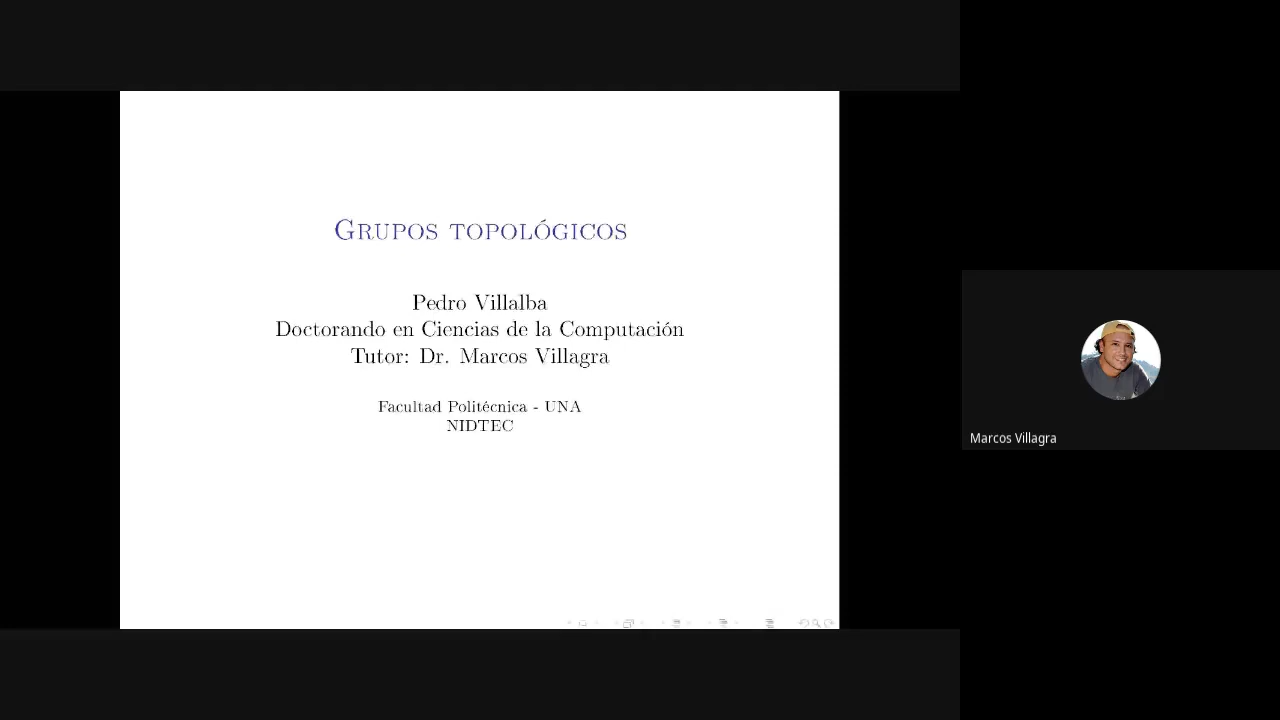 Grupos topológicos
Pedro Villalba
Doctorando en Ciencias de la Computación
Tutor: Dr. Marcos Villagra
Facultad Politécnica - UNA
NIDTEC
Marcos Villagra